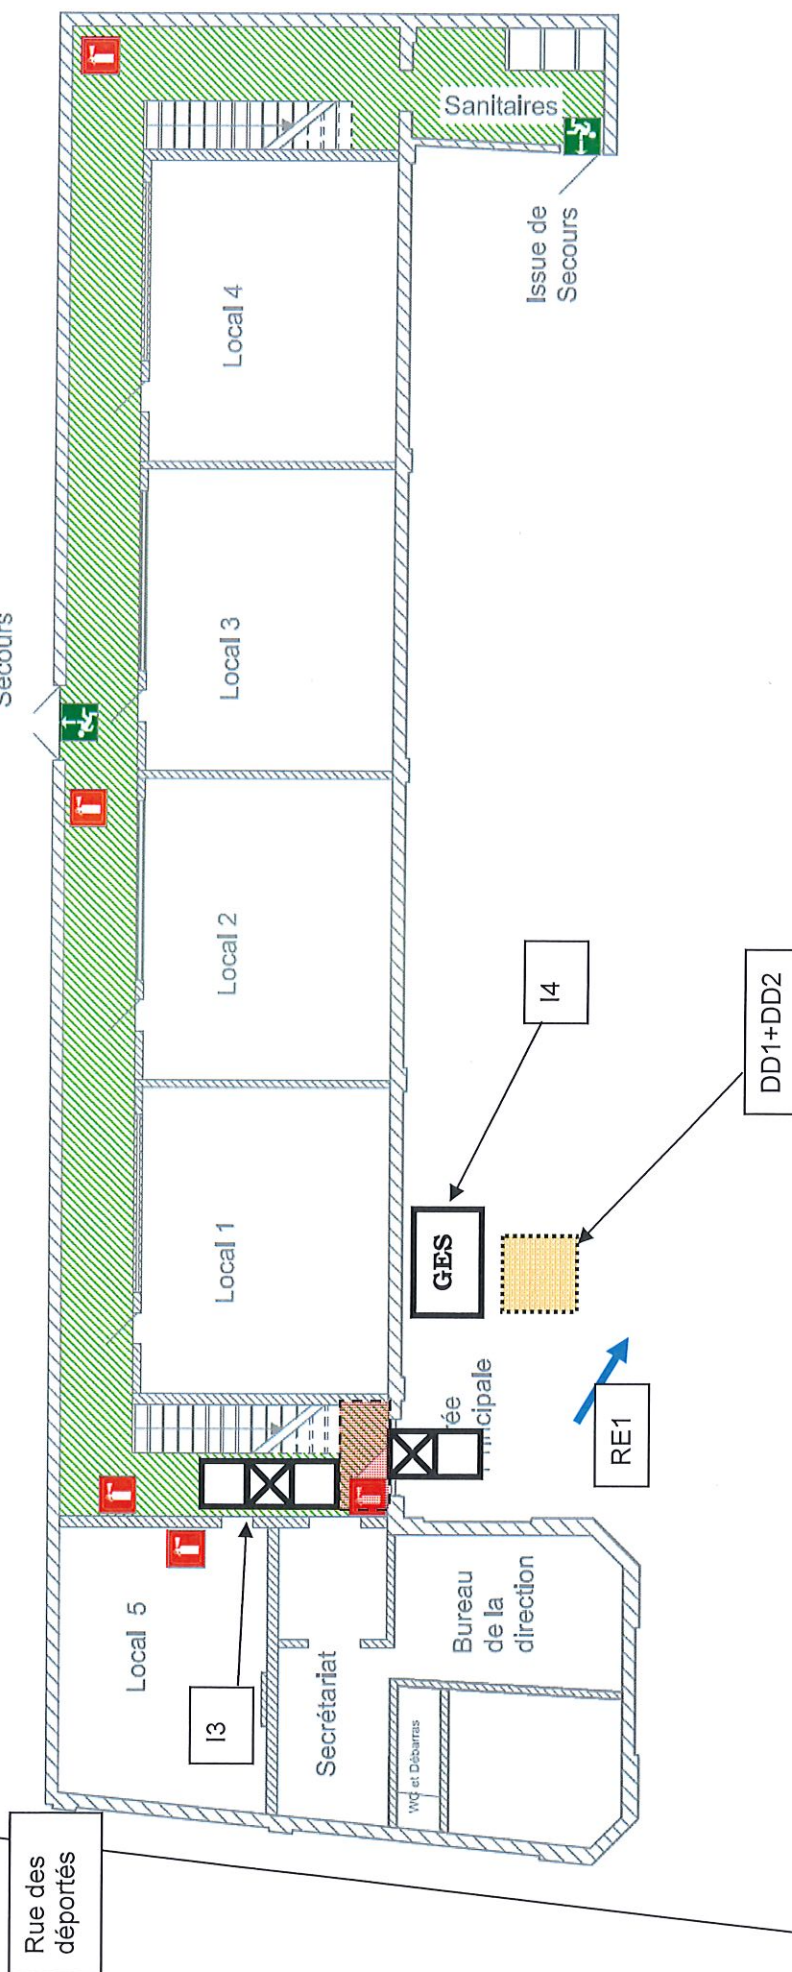 Secours
Sanitaires
Issue de
Secours
Local 4
Local 3
Local 2
Local 1
I4
DD1+DD2
GES
RE1
Local 5
I3
Secrétariat
Bureau
de la
direction
WC et Débarras
Rue des
déportés